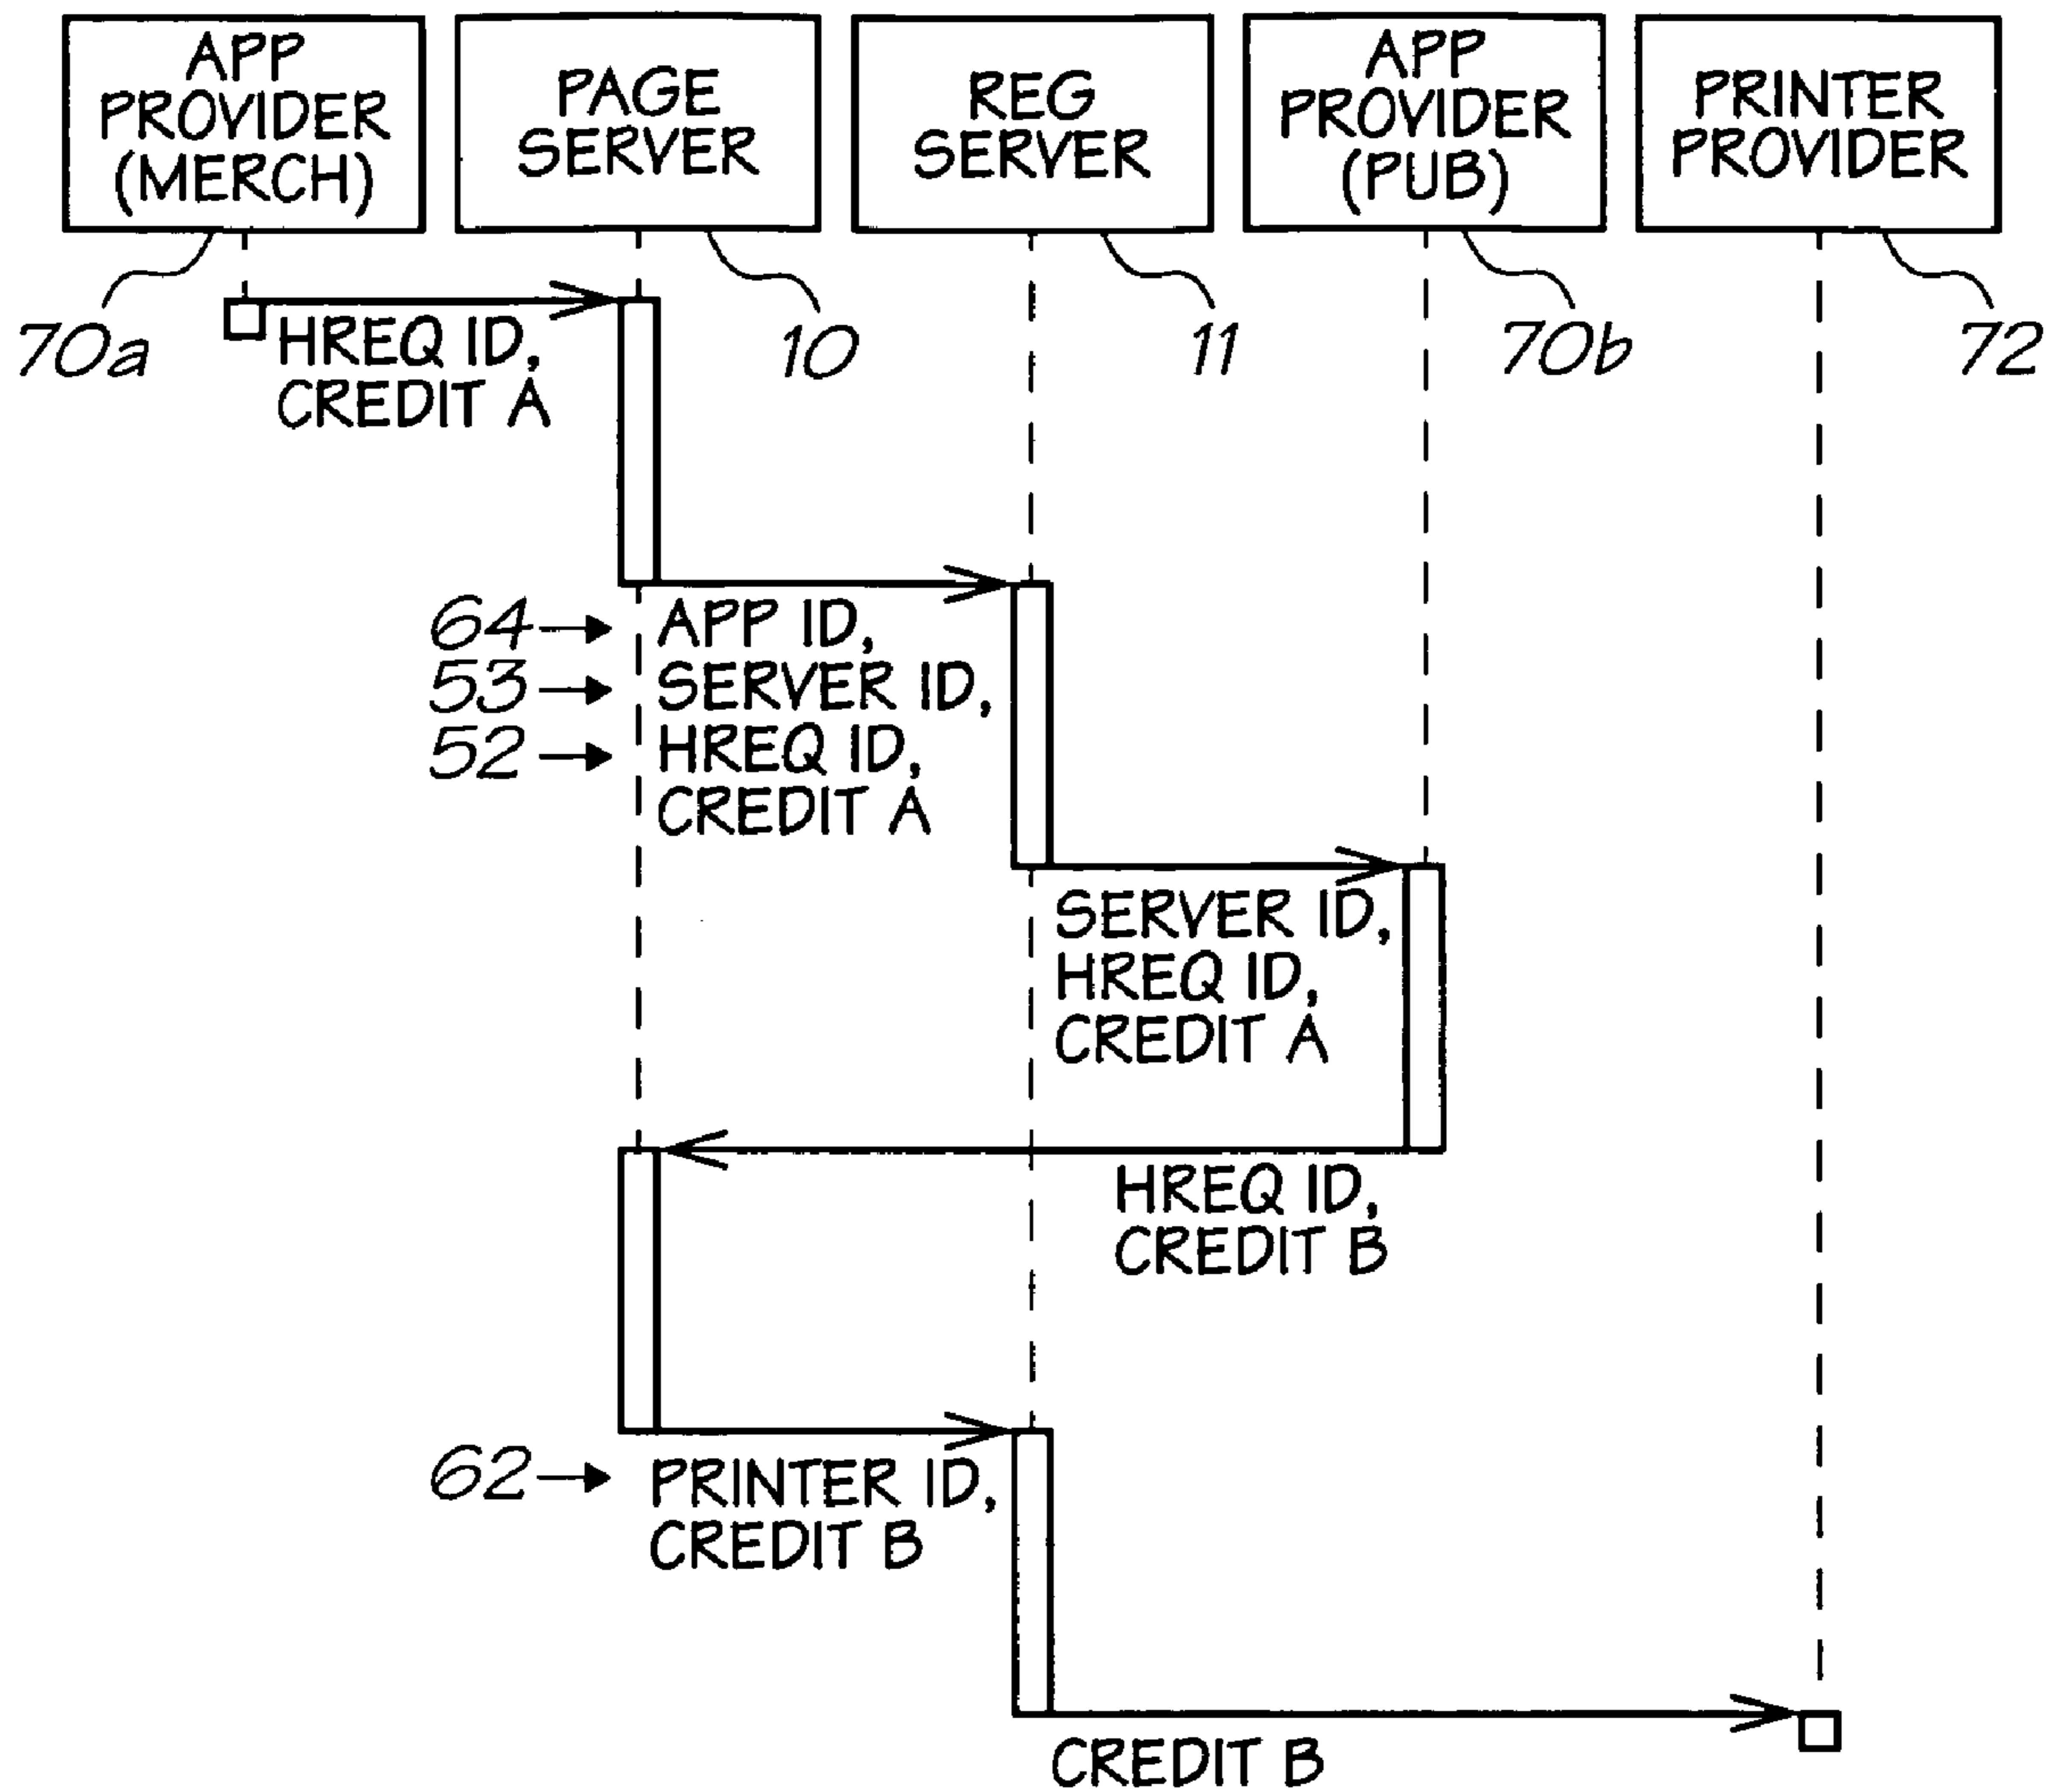 APP
PROVIDER
(MERCH)
PAGE
SERVER
REG
SERVER
APP
PROVIDER
(PUB)
PRINTER
PROVIDER
70a
10
11
70b
72
HREQ ID,
CREDIT A
64
APP ID,
53
SERVER ID,
52
HREQ ID,
CREDIT A
SERVER ID,
HREQ ID,
CREDIT A
HREQ ID,
CREDIT B
62
PRINTER ID,
CREDIT B
CREDIT B